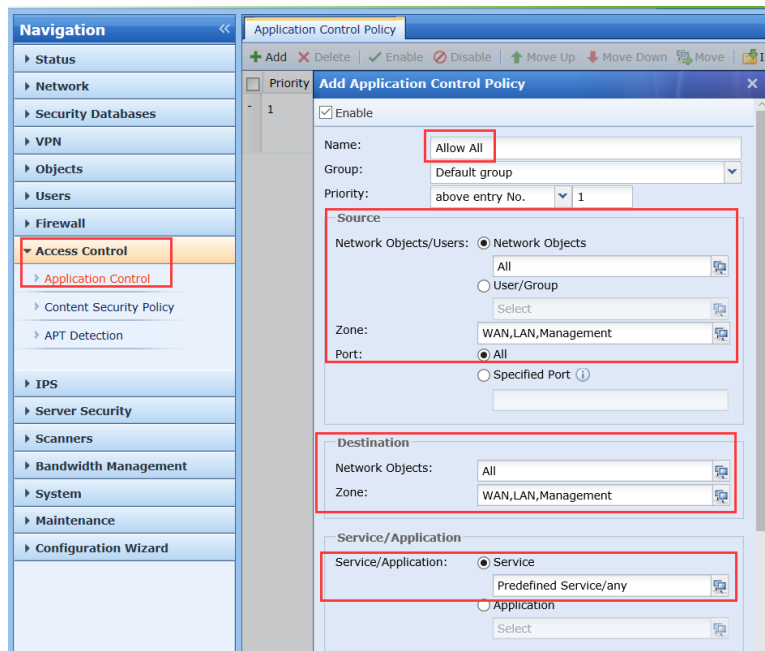 Navigation
Status
Network
Security Databases
VPN
Objects
Users
Firewall
Access Control
Application Control
Content Security Policy
APT Detection
IPS
Server Security
Scanners
Bandwidth Management
System
Maintenance
Configuration Wizard
Application Control Policy
Add Delete Enable Disable Move Up Move Down Move
Priority
1
Add Application Control Policy
Enable
Name: Allow All
Group: Default group
Priority: above entry No. 1
Source
Network Objects/Users: Network Objects
All
User/Group
Select
Zone: WAN,LAN,Management
Port: All
Specified Port
Destination
Network Objects: All
Zone: WAN,LAN,Management
Service/Application
Service/Application: Service
Predefined Service/any
Application
Select